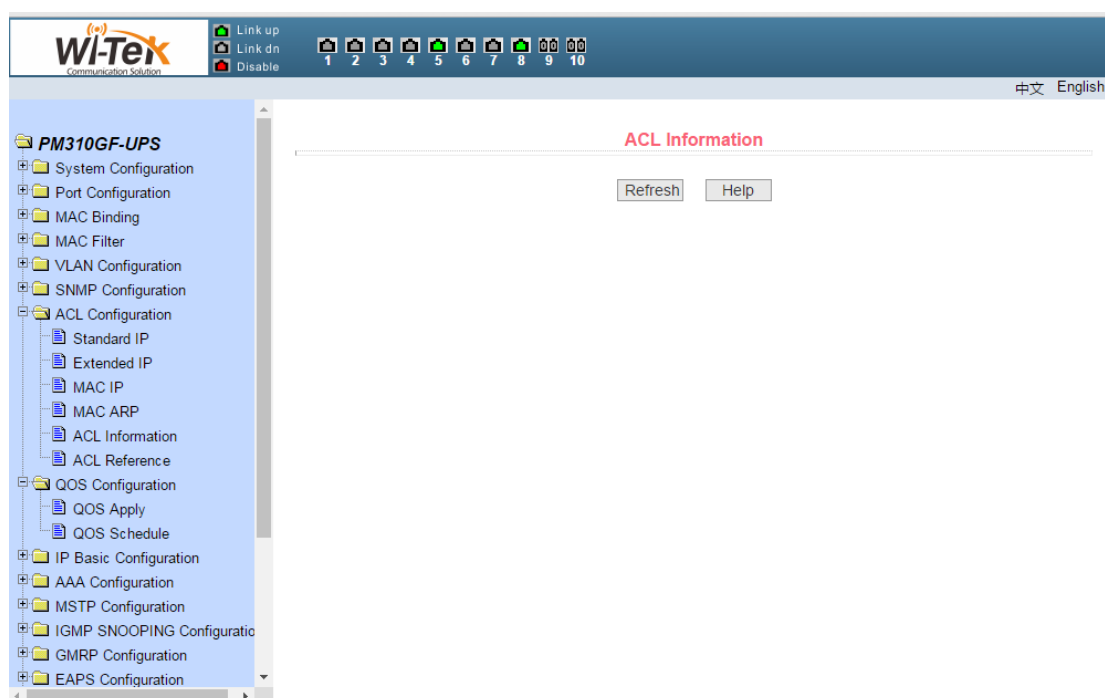 Wi-Tek
Communication Solution
Link up
Link dn
Disable
1 2 3 4 5 6 7 8 9 10
中文 English
PM310GF-UPS
System Configuration
Port Configuration
MAC Binding
MAC Filter
VLAN Configuration
SNMP Configuration
ACL Configuration
Standard IP
Extended IP
MAC IP
MAC ARP
ACL Information
ACL Reference
QOS Configuration
QOS Apply
QOS Schedule
IP Basic Configuration
AAA Configuration
MSTP Configuration
IGMP SNOOPING Configuratio
GMRP Configuration
EAPS Configuration
ACL Information
Refresh Help